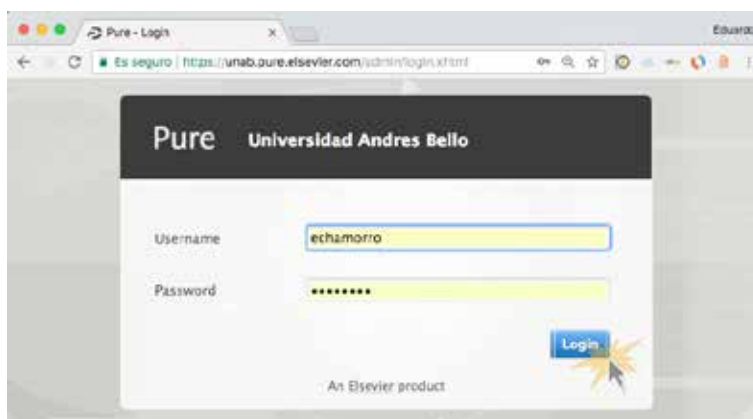 Pure - Login
Eduardo
Es seguro | https://unab.pure.elsevier.com/admin/login.xhtml
Pure Universidad Andres Bello
Username echamorro
Password ••••••••
Login
An Elsevier product